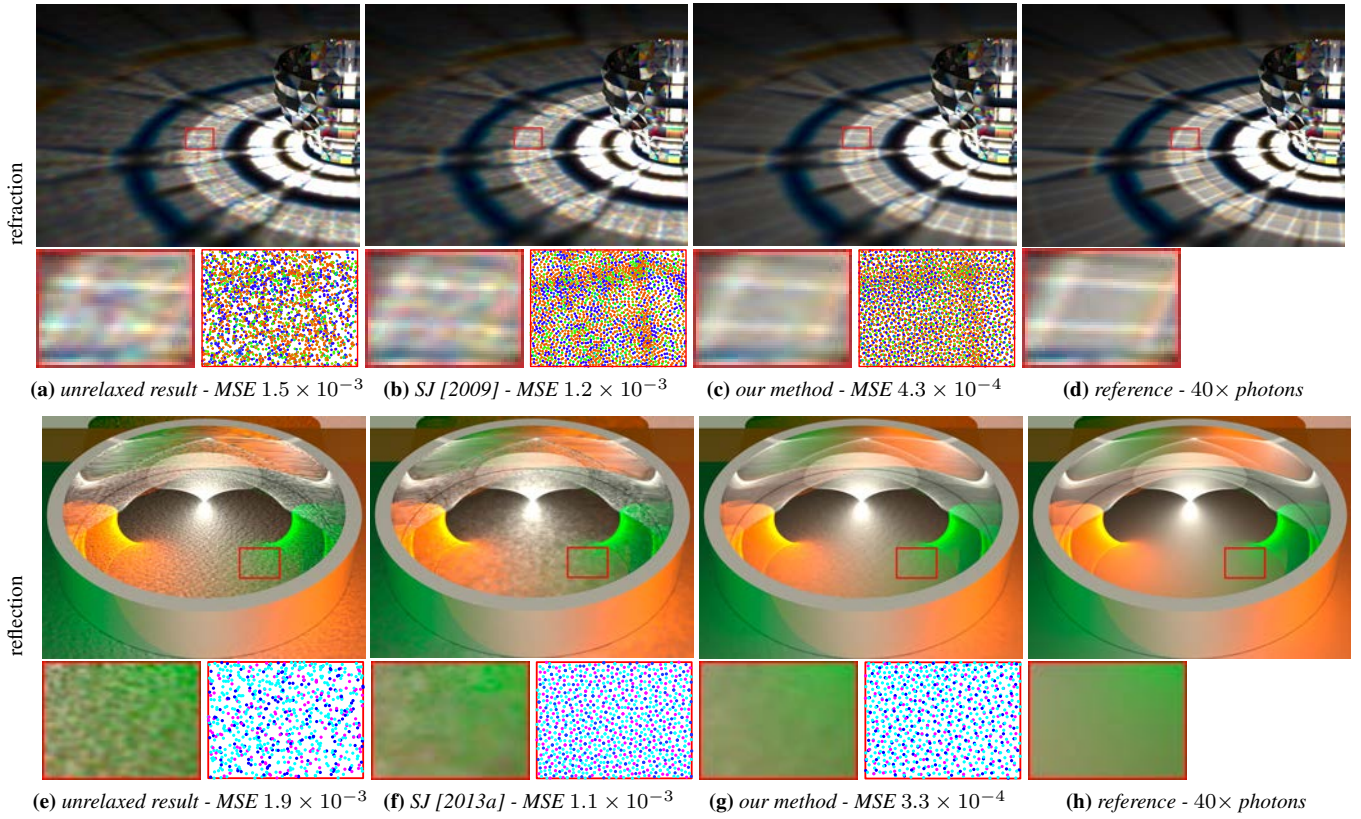 refraction
(a) unrelaxed result - MSE 1.5 × 10⁻³
(b) SJ [2009] - MSE 1.2 × 10⁻³
(c) our method - MSE 4.3 × 10⁻⁴
(d) reference - 40× photons
reflection
(e) unrelaxed result - MSE 1.9 × 10⁻³
(f) SJ [2013a] - MSE 1.1 × 10⁻³
(g) our method - MSE 3.3 × 10⁻⁴
(h) reference - 40× photons